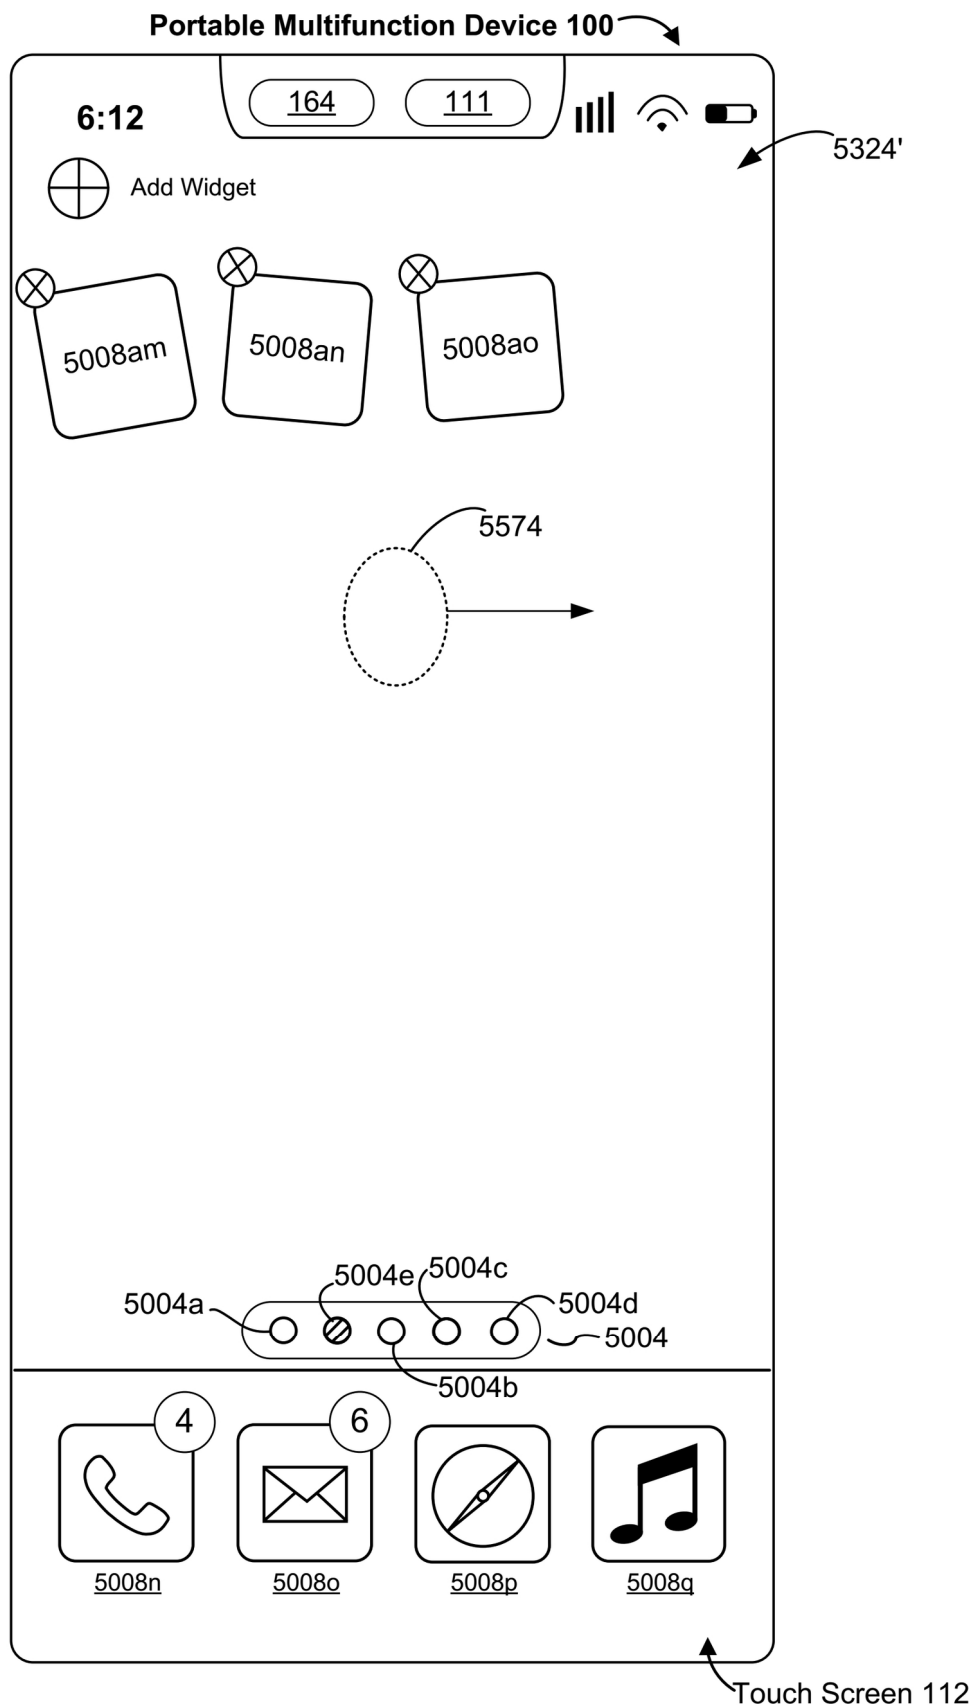 Portable Multifunction Device 100
6:12
164
111
5324'
Add Widget
5008am
5008an
5008ao
5574
5004a
5004e
5004c
5004d
5004
5004b
4
6
5008n
5008o
5008p
5008q
Touch Screen 112